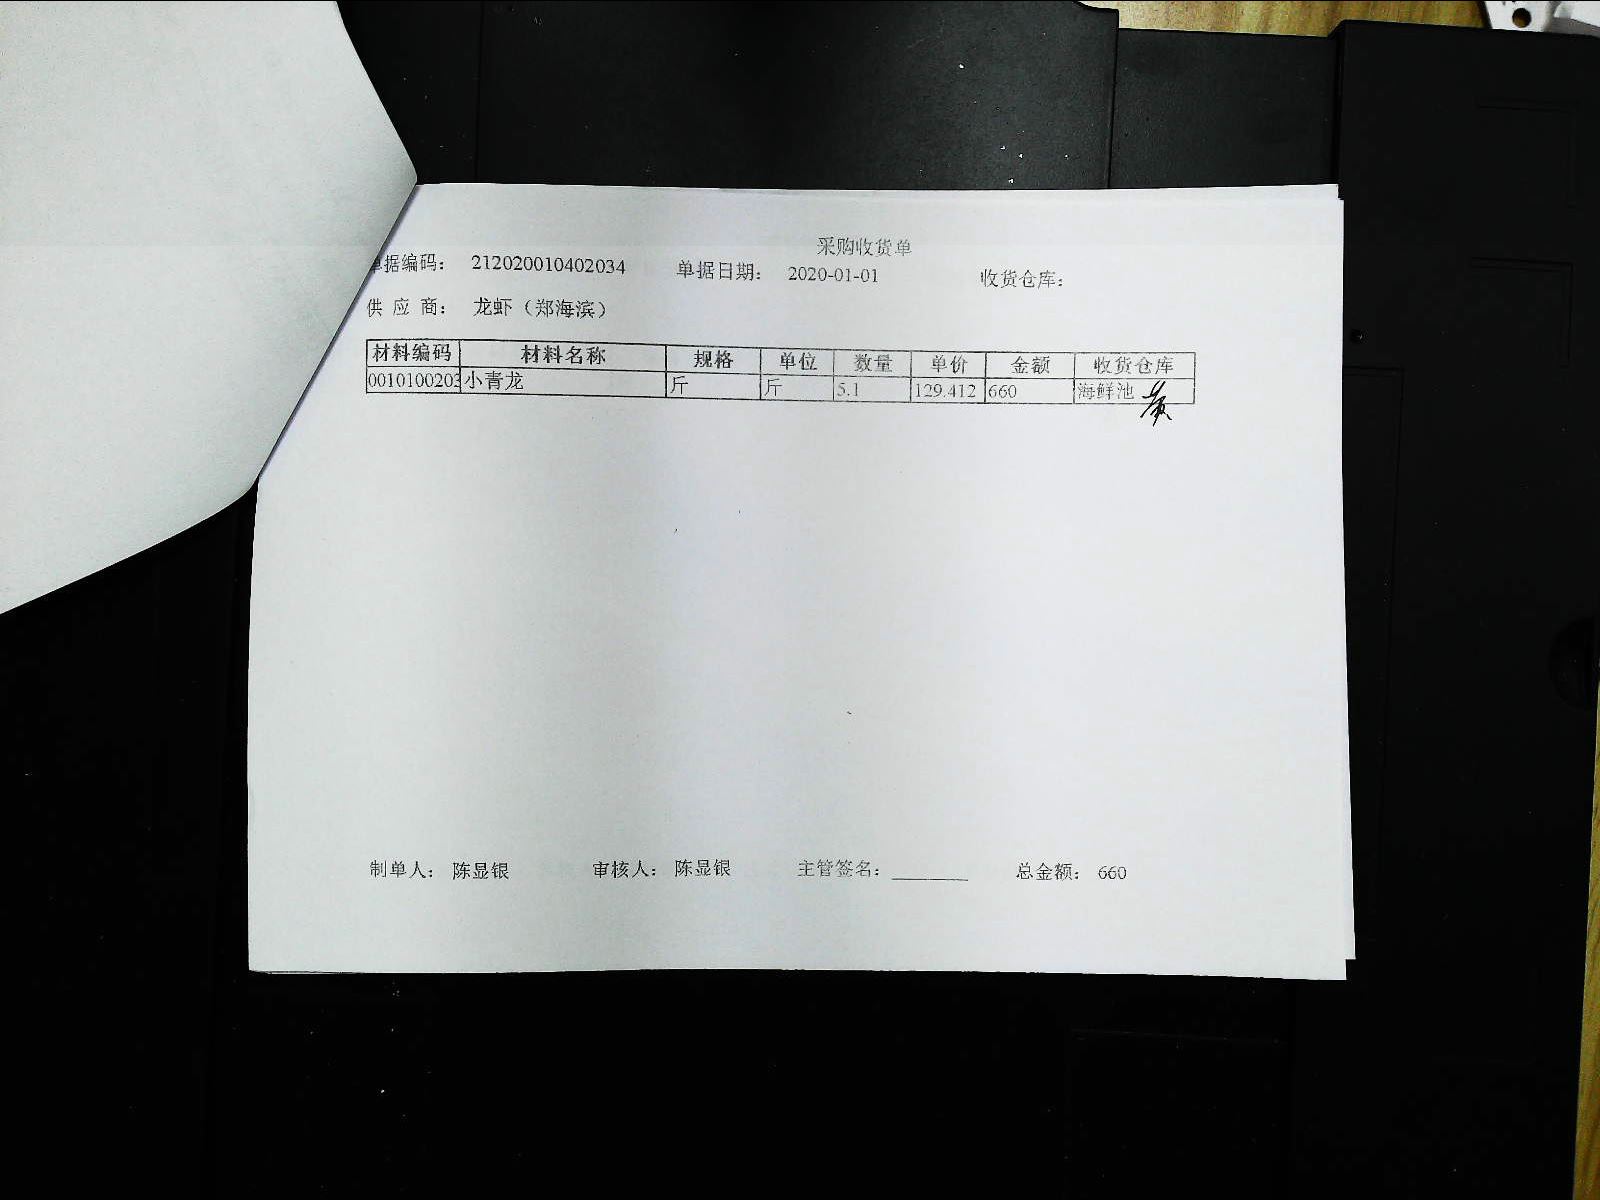 采购收货单
单据编码： 212020010402034 单据日期： 2020-01-01 收货仓库：
供 应 商： 龙虾（郑海滨）
材料编码 材料名称 规格 单位 数量 单价 金额 收货仓库
0010100203 小青龙 斤 斤 5.1 129.412 660 海鲜池
制单人： 陈显银 审核人： 陈显银 主管签名：________ 总金额： 660